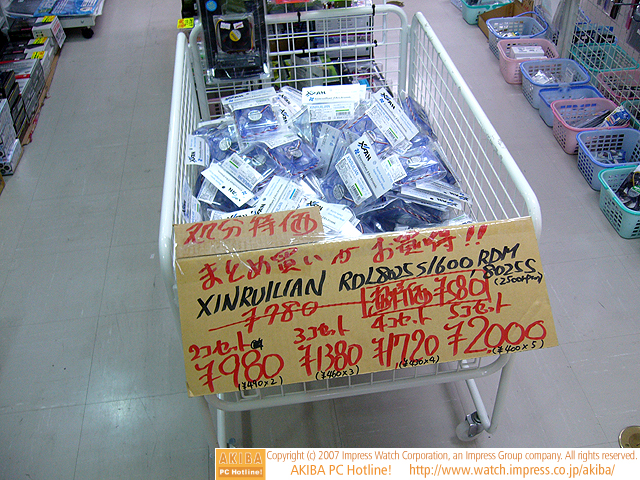 処分特価
まとめ買いがお買得!!
XINRUILIAN RDL8025S1600, RDM8025S
(2500rpm)
¥780
特価 ¥580
2コセット
¥980
(¥490×2)
3コセット
¥1380
(¥460×3)
4コセット
¥1720
(¥430×4)
5コセット
¥2000
(¥400×5)
AKIBA
PC Hotline!
Copyright (c) 2007 Impress Watch Corporation, an Impress Group company. All rights reserved.
AKIBA PC Hotline! http://www.watch.impress.co.jp/akiba/